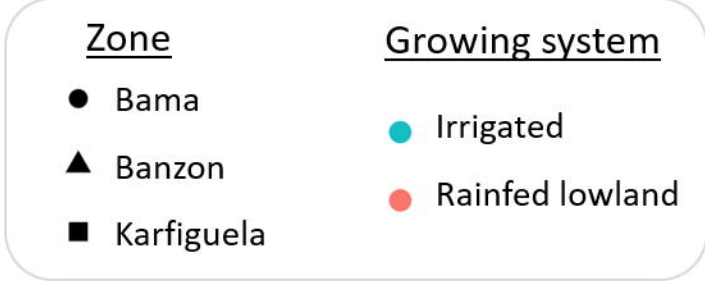 Zone
Bama
Banzon
Karfiguela
Growing system
Irrigated
Rainfed lowland